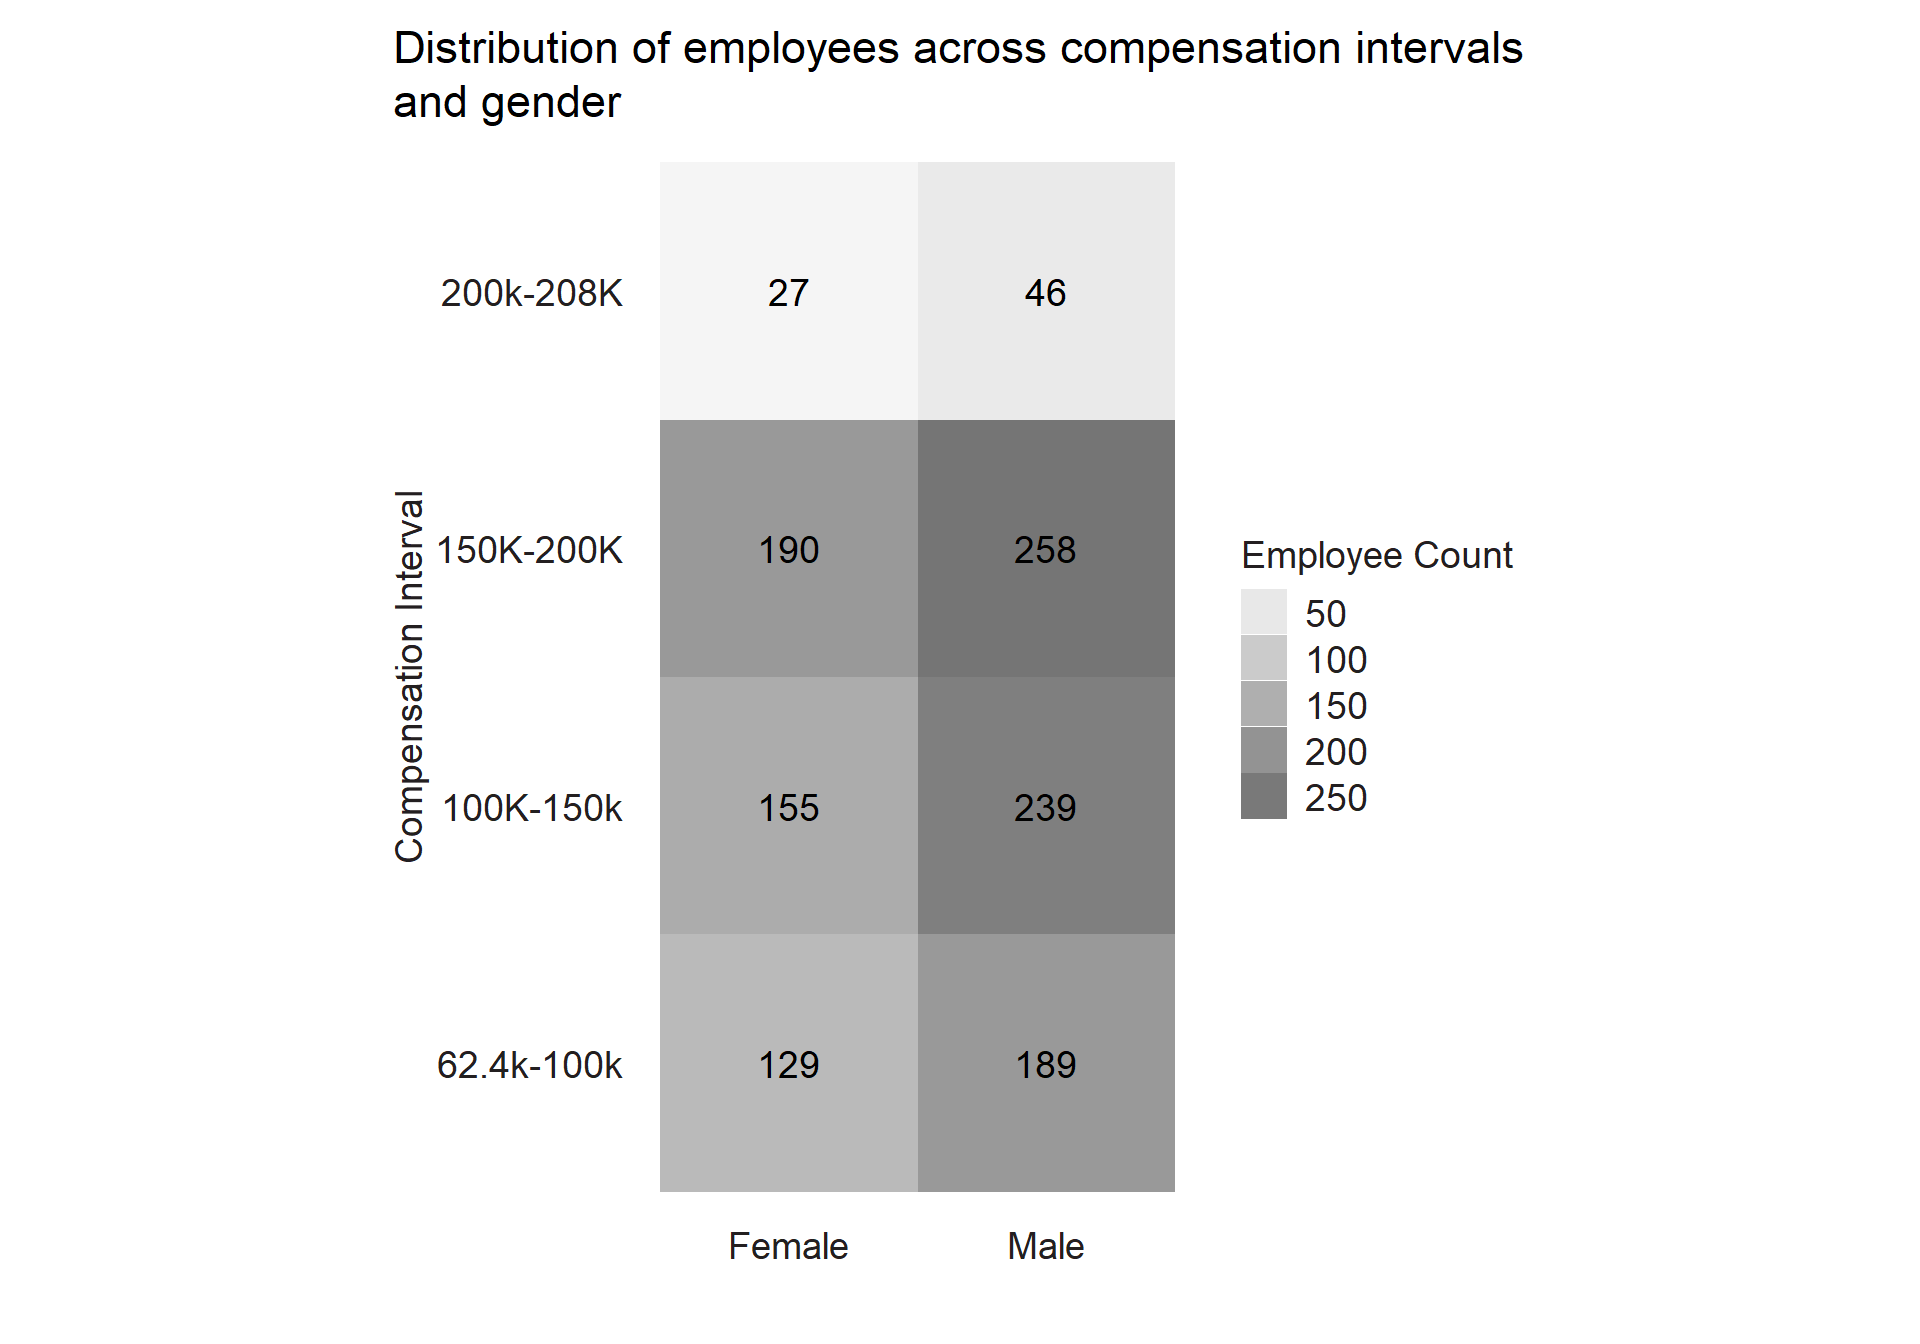 Distribution of employees across compensation intervals
and gender
Compensation Interval
200k-208K
27
46
150K-200K
190
258
100K-150k
155
239
62.4k-100k
129
189
Female
Male
Employee Count
50
100
150
200
250